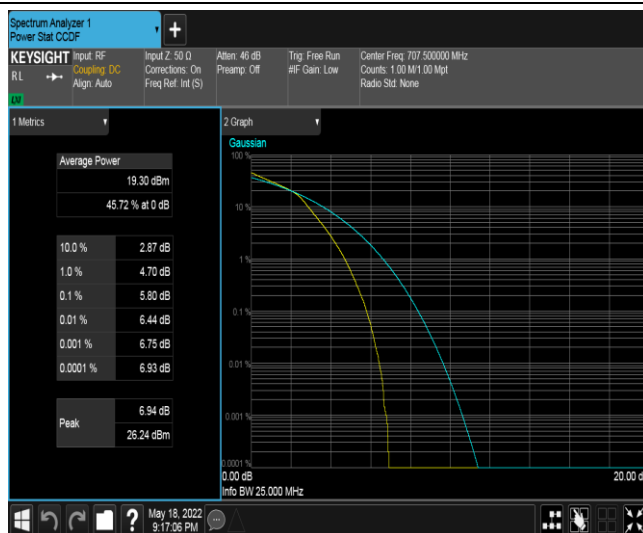 Spectrum Analyzer 1
Power Stat CCDF
+
KEYSIGHT
RL
Input: RF
Coupling: DC
Align: Auto
Input Z: 50 Ω
Corrections: On
Freq Ref: Int (S)
Atten: 46 dB
Preamp: Off
Trig: Free Run
#IF Gain: Low
Center Freq: 707.500000 MHz
Counts: 1.00 M/1.00 Mpt
Radio Std: None
1 Metrics
Average Power
19.30 dBm
45.72 % at 0 dB
10.0 % 2.87 dB
1.0 % 4.70 dB
0.1 % 5.80 dB
0.01 % 6.44 dB
0.001 % 6.75 dB
0.0001 % 6.93 dB
Peak
6.94 dB
26.24 dBm
2 Graph
Gaussian
100 %
10 %
1 %
0.1 %
0.01 %
0.001 %
0.0001 %
0.00 dB
20.00 d
Info BW 25.000 MHz
?
May 18, 2022
9:17:06 PM